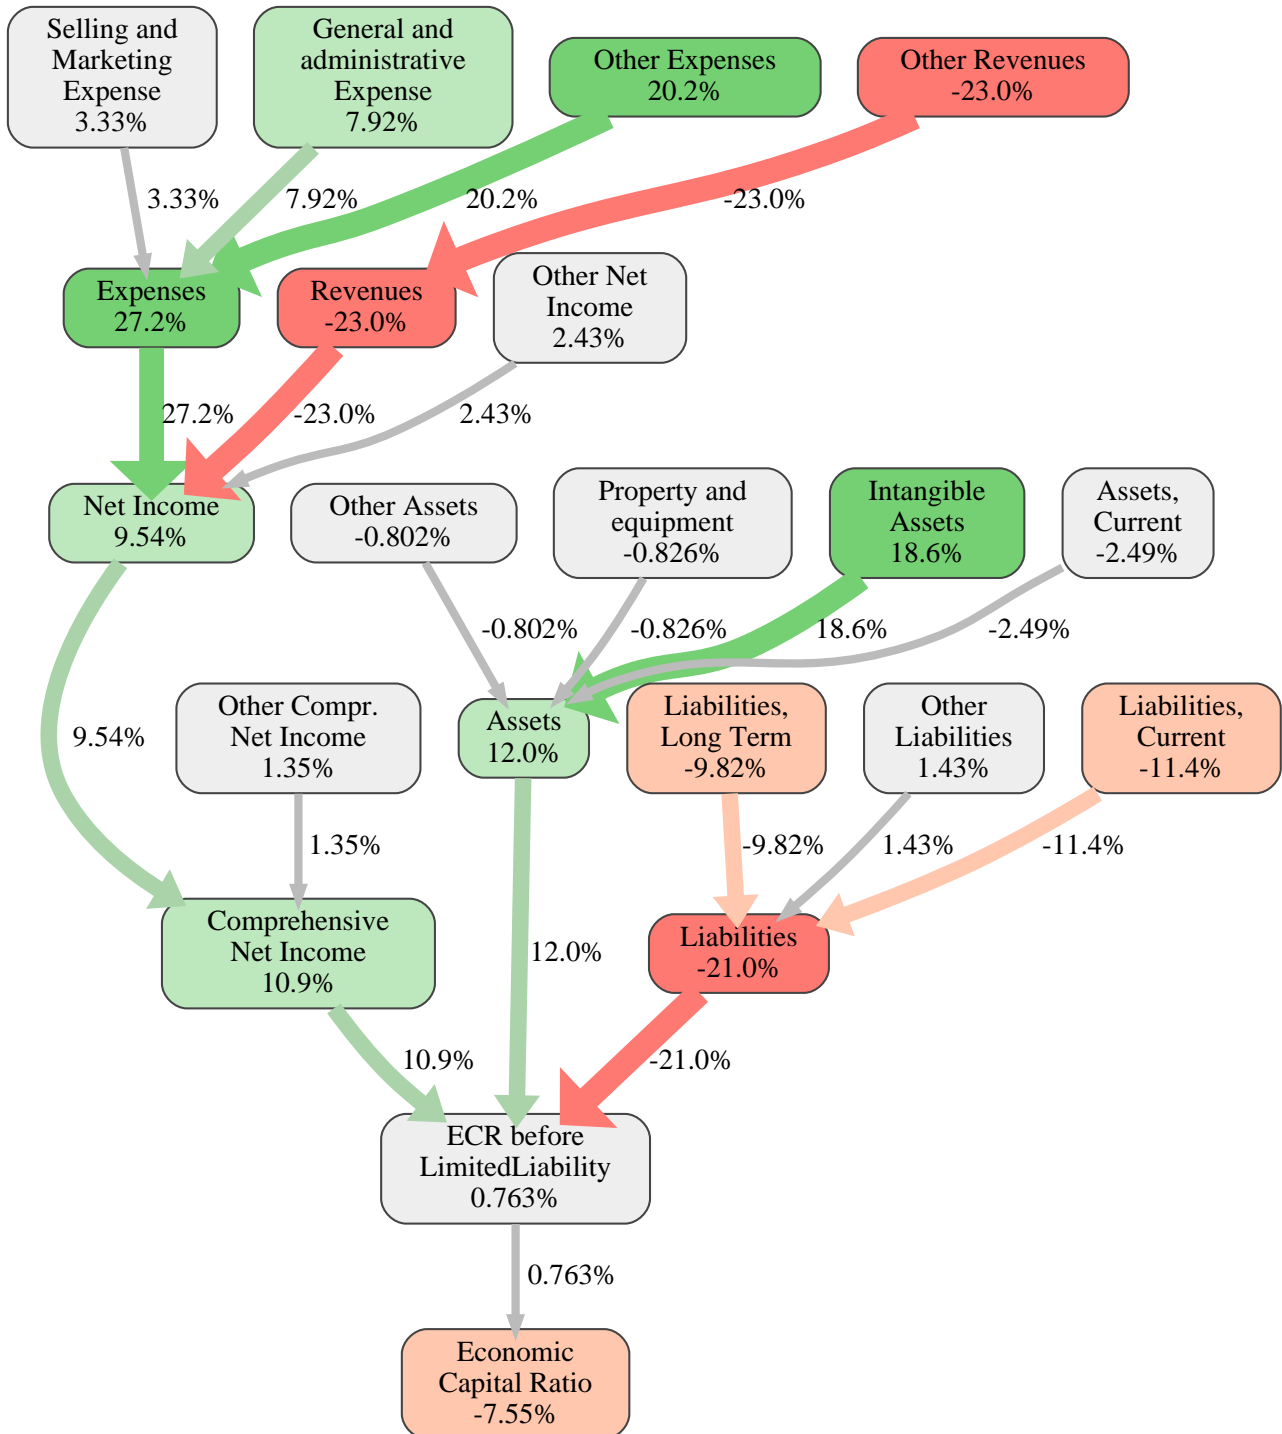 Selling and
Marketing
Expense
3.33%
General and
administrative
Expense
7.92%
Other Expenses
20.2%
Other Revenues
-23.0%
3.33%
7.92%
20.2%
-23.0%
Expenses
27.2%
Revenues
-23.0%
Other Net
Income
2.43%
27.2%
-23.0%
2.43%
Net Income
9.54%
Other Assets
-0.802%
Property and
equipment
-0.826%
Intangible
Assets
18.6%
Assets,
Current
-2.49%
-0.802%
-0.826%
18.6%
-2.49%
9.54%
Other Compr.
Net Income
1.35%
Assets
12.0%
Liabilities,
Long Term
-9.82%
Other
Liabilities
1.43%
Liabilities,
Current
-11.4%
1.35%
-9.82%
1.43%
-11.4%
Comprehensive
Net Income
10.9%
12.0%
Liabilities
-21.0%
10.9%
-21.0%
ECR before
LimitedLiability
0.763%
0.763%
Economic
Capital Ratio
-7.55%